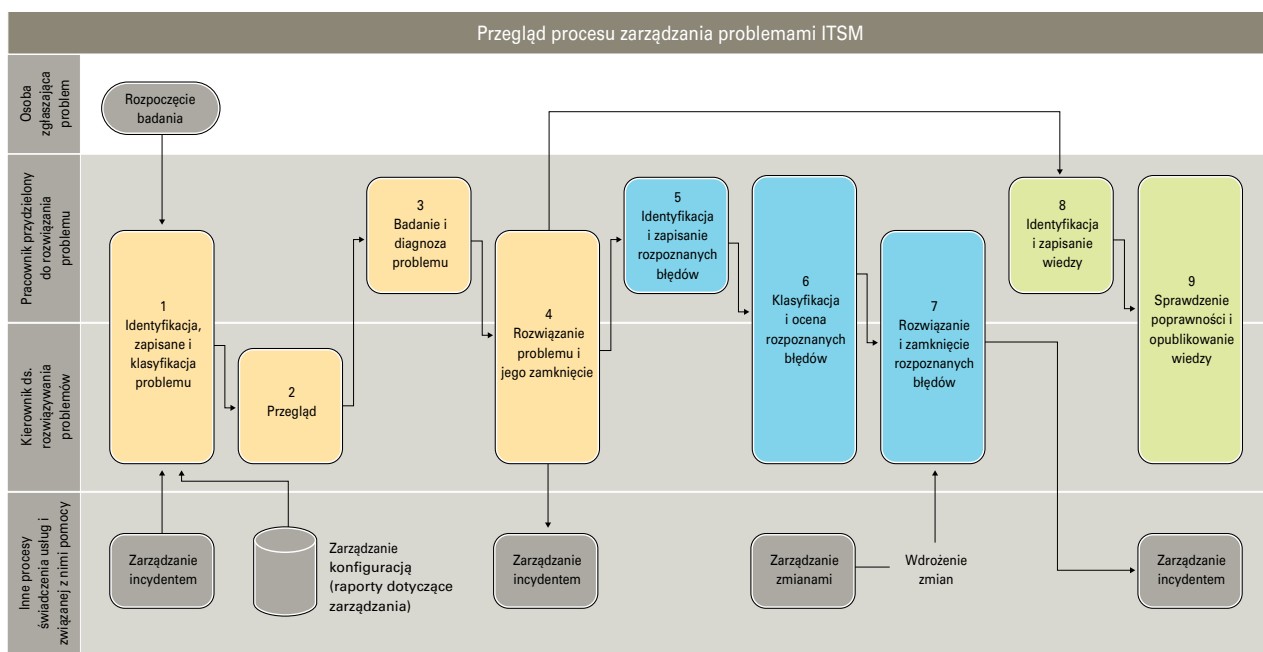 Przegląd procesu zarządzania problemami ITSM
Osoba
zgłaszająca
problem
Rozpoczęcie
badania
Pracownik przydzielony
do rozwiązania
problemu
Kierownik ds.
rozwiązywania
problemów
1
Identyfikacja,
zapisane i
klasyfikacja
problemu
2
Przegląd
3
Badanie i
diagnoza
problemu
4
Rozwiązanie
problemu i
jego zamknięcie
5
Identyfikacja
i zapisanie
rozpoznanych
błędów
6
Klasyfikacja
i ocena
rozpoznanych
błędów
7
Rozwiązanie
i zamknięcie
rozpoznanych
błędów
8
Identyfikacja
i zapisanie
wiedzy
9
Sprawdzenie
poprawności i
opublikowanie
wiedzy
Inne procesy
świadczenia usług i
związanej z nimi pomocy
Zarządzanie
incydentem
Zarządzanie
konfiguracją
(raporty dotyczące
zarządzania)
Zarządzanie
incydentem
Zarządzanie
zmianami
Wdrożenie
zmian
Zarządzanie
incydentem